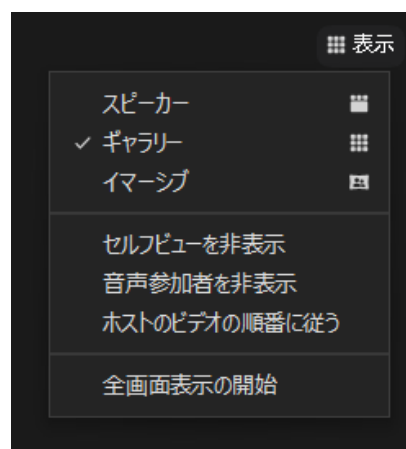 表示
スピーカー
ギャラリー
イマーシブ
セルフビューを非表示
音声参加者を非表示
ホストのビデオの順番に従う
全画面表示の開始